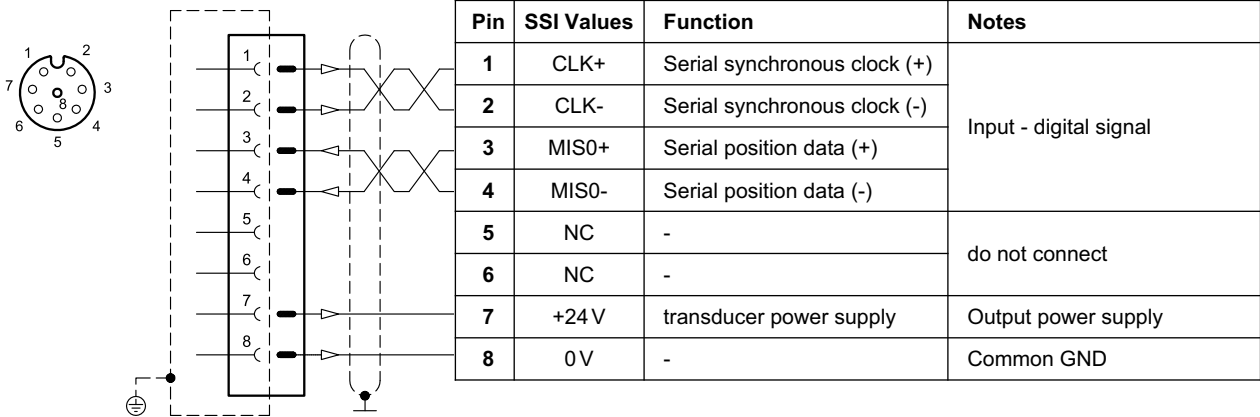 1
2
7
3
8
6
4
5
1
2
3
4
5
6
7
8
Pin SSI Values Function Notes
1 CLK+ Serial synchronous clock (+)
2 CLK- Serial synchronous clock (-)
Input - digital signal
3 MIS0+ Serial position data (+)
4 MIS0- Serial position data (-)
5 NC -
do not connect
6 NC -
7 +24 V transducer power supply Output power supply
8 0 V - Common GND